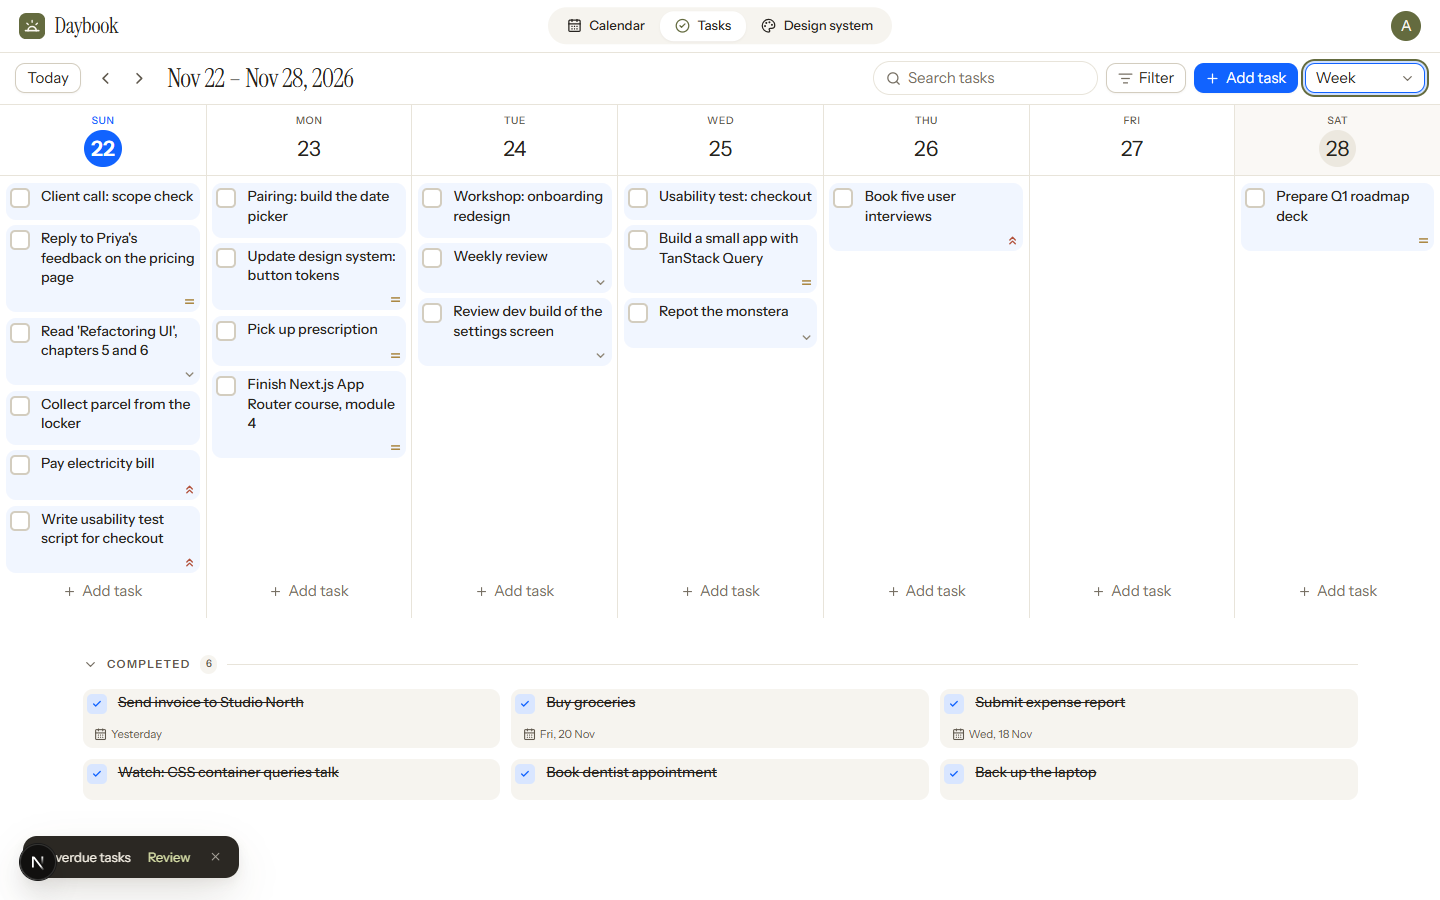 Daybook
Calendar
Tasks
Design system
A
Today
Nov 22 – Nov 28, 2026
Search tasks
Filter
Add task
Week
SUN
22
MON
23
TUE
24
WED
25
THU
26
FRI
27
SAT
28
Client call: scope check
Reply to Priya's
feedback on the pricing
page
Read 'Refactoring UI',
chapters 5 and 6
Collect parcel from the
locker
Pay electricity bill
Write usability test
script for checkout
Add task
Pairing: build the date
picker
Update design system:
button tokens
Pick up prescription
Finish Next.js App
Router course, module
4
Add task
Workshop: onboarding
redesign
Weekly review
Review dev build of the
settings screen
Add task
Usability test: checkout
Build a small app with
TanStack Query
Repot the monstera
Add task
Book five user
interviews
Add task
Add task
Prepare Q1 roadmap
deck
Add task
COMPLETED 6
Send invoice to Studio North
Yesterday
Buy groceries
Fri, 20 Nov
Submit expense report
Wed, 18 Nov
Watch: CSS container queries talk
Book dentist appointment
Back up the laptop
N
verdue tasks
Review